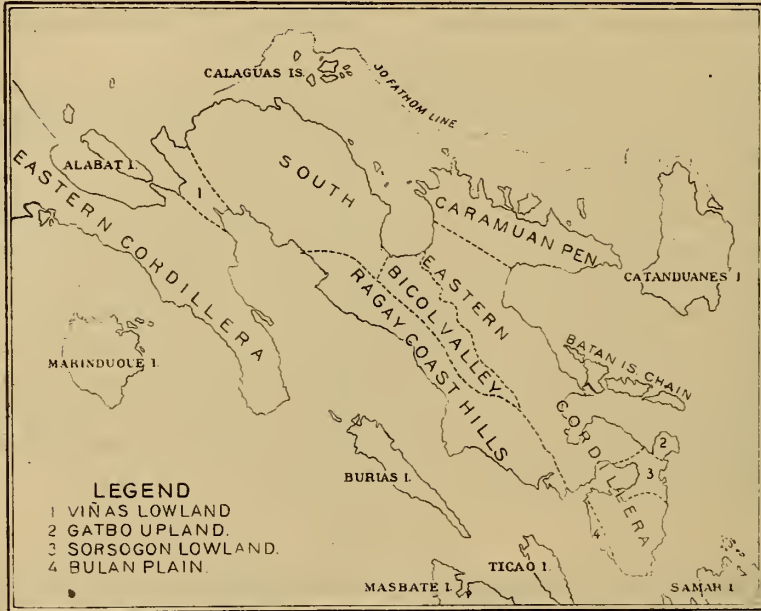 CALAGUAS IS.
30 FATHOM LINE
ALABAT I.
1
SOUTH
EASTERN CORDILLERA
CARAMUAN PEN
CATANDUANES I
EASTERN
BICOL VALLEY
RAGAY COAST HILLS
MARINDUQUE I.
BATAN IS. CHAIN
CORDILLERA
2
3
4
BURIAS I.
LEGEND
1 VIÑAS LOWLAND
2 GATBO UPLAND.
3 SORSOGON LOWLAND.
4 BULAN PLAIN.
TICAO I.
MASBATE I.
SAMAR I